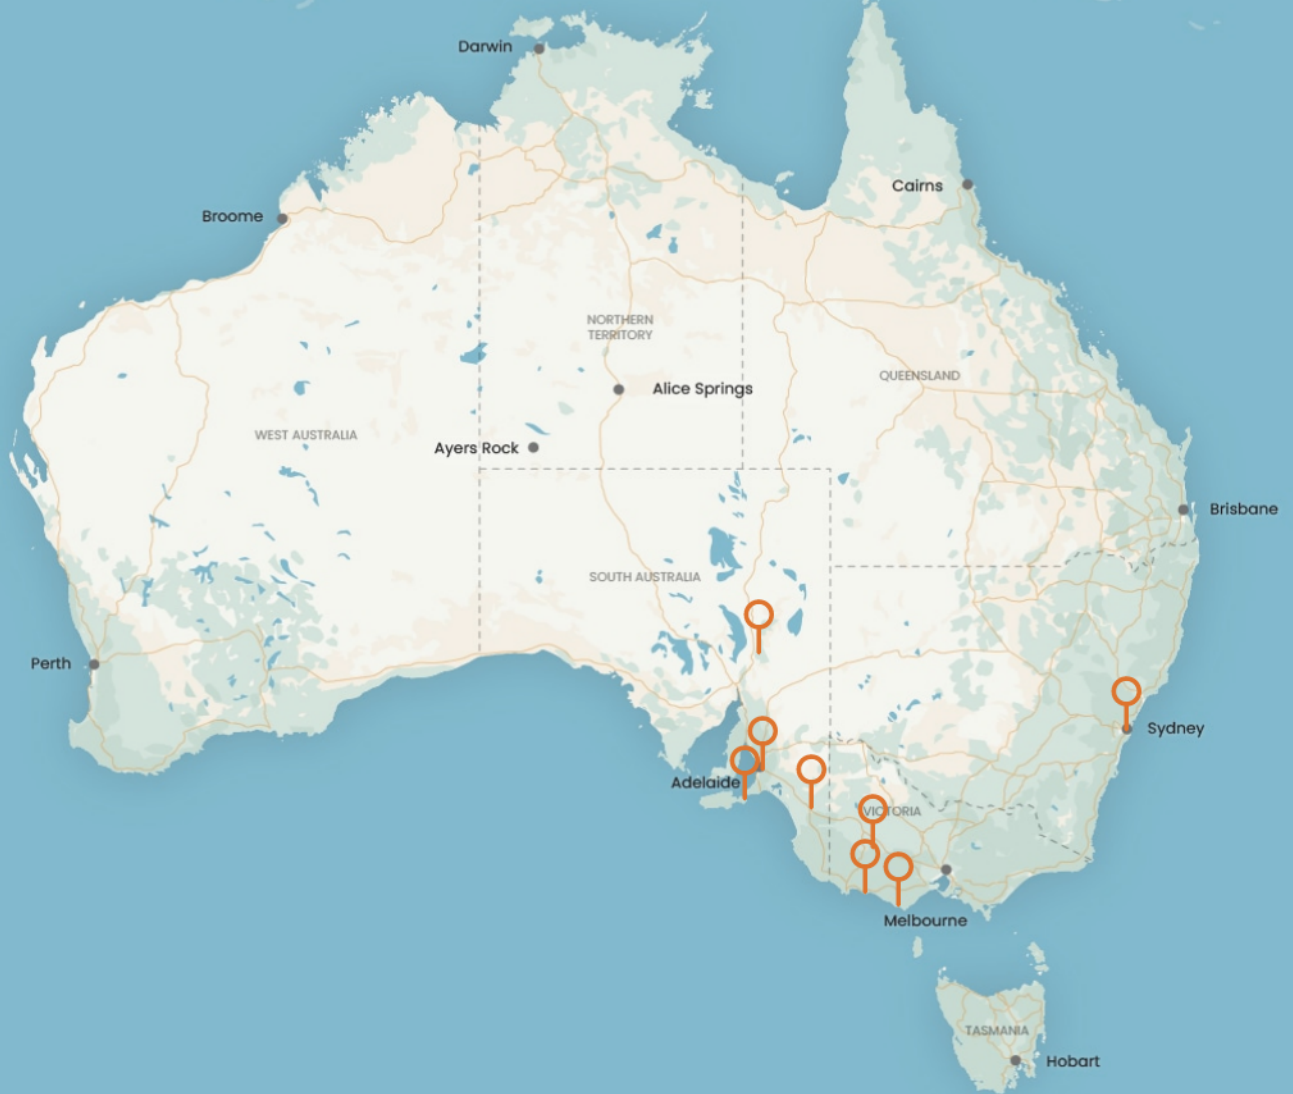 Darwin
Cairns
Broome
NORTHERN
TERRITORY
QUEENSLAND
Alice Springs
WEST AUSTRALIA
Ayers Rock
Brisbane
SOUTH AUSTRALIA
Perth
Sydney
Adelaide
VICTORIA
Melbourne
TASMANIA
Hobart